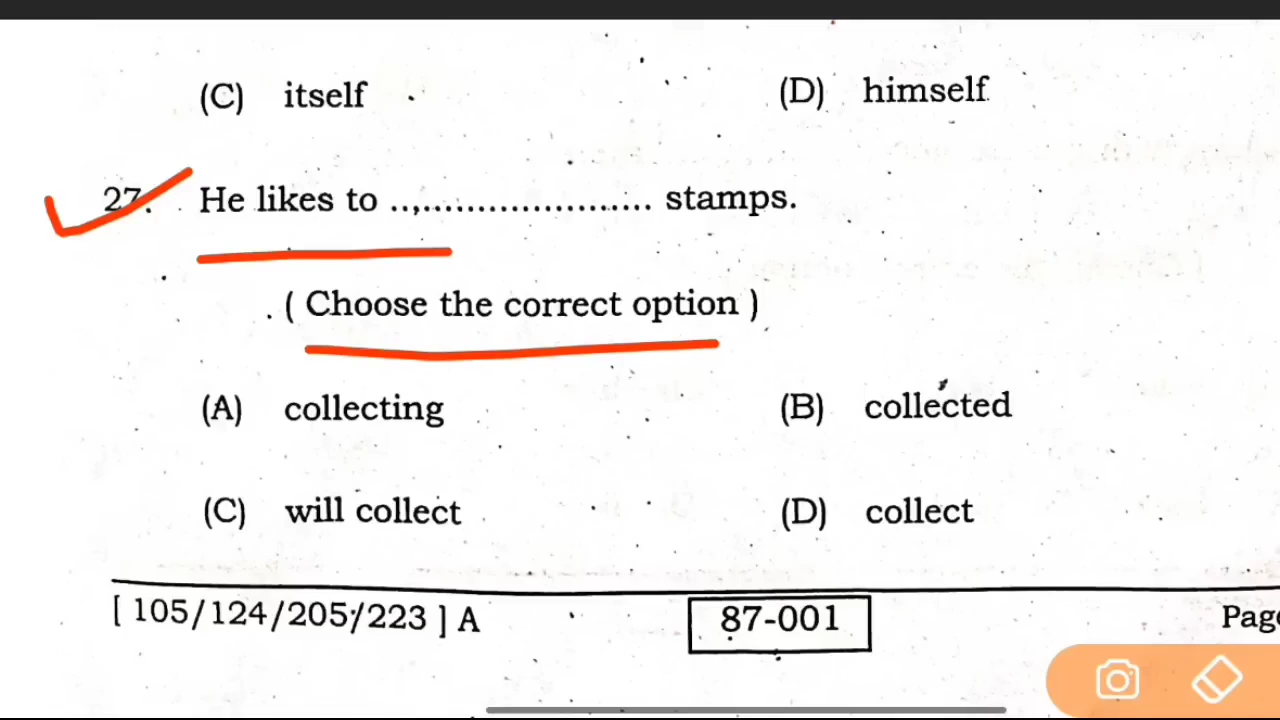 (C) itself (D) himself
27. He likes to ........................ stamps.
( Choose the correct option )
(A) collecting (B) collected
(C) will collect (D) collect
[ 105/124/205/223 ] A 87-001